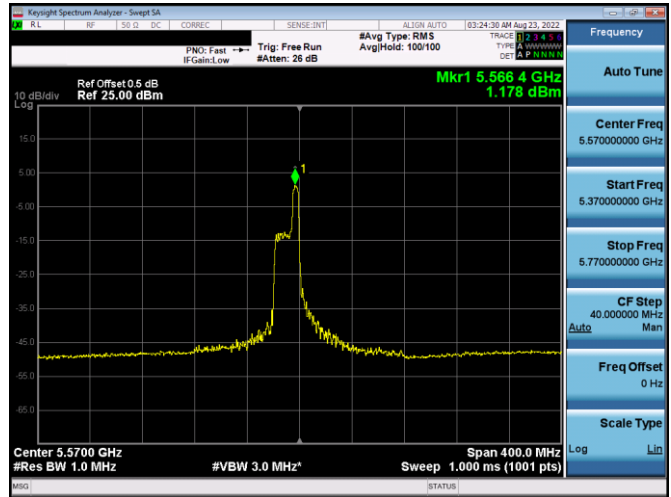 Keysight Spectrum Analyzer - Swept SA
RL RF 50 Ω DC CORREC SENSE:INT ALIGN AUTO 03:24:30 AM Aug 23, 2022
PNO: Fast
IFGain:Low
Trig: Free Run
#Atten: 26 dB
#Avg Type: RMS
Avg|Hold: 100/100
TRACE 1 2 3 4 5 6
TYPE A WWWWW
DET A P N N N N
Ref Offset 0.5 dB
Ref 25.00 dBm
10 dB/div
Log
Mkr1 5.566 4 GHz
1.178 dBm
15.0
5.00
-5.00
-15.0
-25.0
-35.0
-45.0
-55.0
-65.0
1
Center 5.5700 GHz
#Res BW 1.0 MHz
#VBW 3.0 MHz*
Span 400.0 MHz
Sweep 1.000 ms (1001 pts)
MSG STATUS
Frequency
Auto Tune
Center Freq
5.570000000 GHz
Start Freq
5.370000000 GHz
Stop Freq
5.770000000 GHz
CF Step
40.000000 MHz
Auto Man
Freq Offset
0 Hz
Scale Type
Log Lin